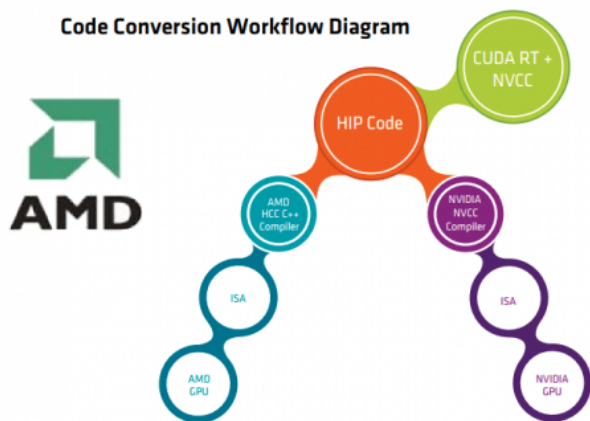 Code Conversion Workflow Diagram
CUDA RT +
NVCC
HIP Code
AMD
AMD
HCC C++
Compiler
NVIDIA
NVCC
Compiler
ISA
ISA
AMD
GPU
NVIDIA
GPU